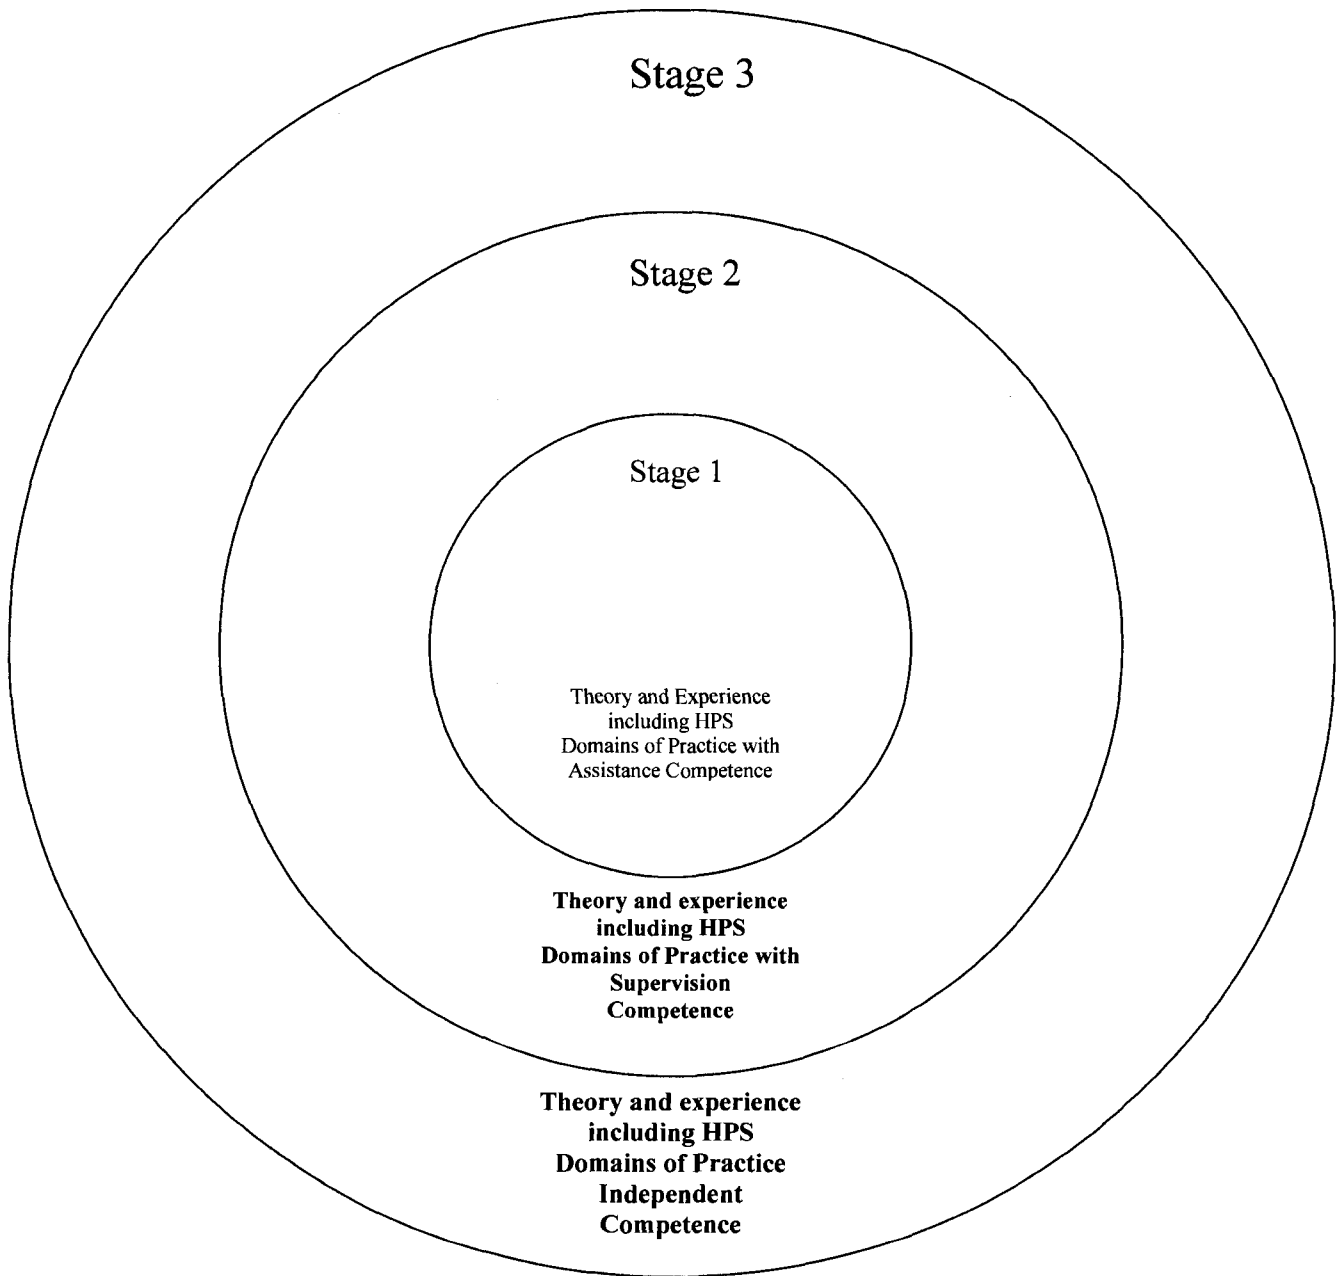 Stage 3
Stage 2
Stage 1
Theory and Experience
including HPS
Domains of Practice with
Assistance Competence
Theory and experience
including HPS
Domains of Practice with
Supervision
Competence
Theory and experience
including HPS
Domains of Practice
Independent
Competence